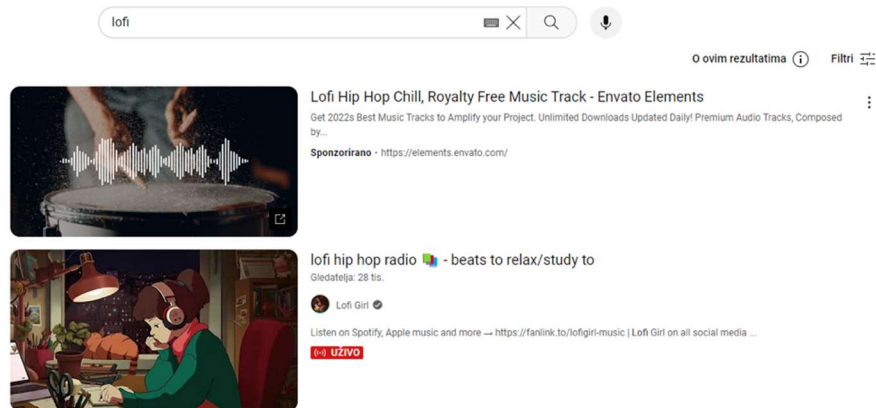 lofi
O ovim rezultatima
Filtri
Lofi Hip Hop Chill, Royalty Free Music Track - Envato Elements
Get 2022s Best Music Tracks to Amplify your Project. Unlimited Downloads Updated Daily! Premium Audio Tracks, Composed
by...
Sponzorirano · https://elements.envato.com/
lofi hip hop radio 📚 - beats to relax/study to
Gledatelja: 28 tis.
Lofi Girl
Listen on Spotify, Apple music and more → https://fanlink.to/lofigirl-music | Lofi Girl on all social media ...
UŽIVO